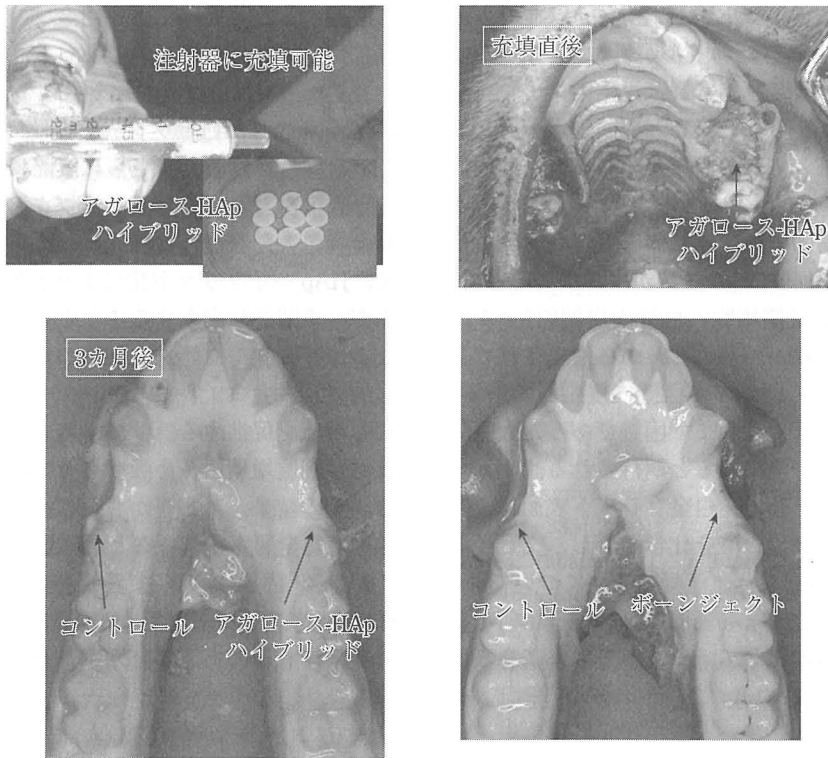 注射器に充填可能
アガロース-HAp
ハイブリッド
充填直後
アガロース-HAp
ハイブリッド
3カ月後
コントロール
アガロース-HAp
ハイブリッド
コントロール
ボーンジェクト